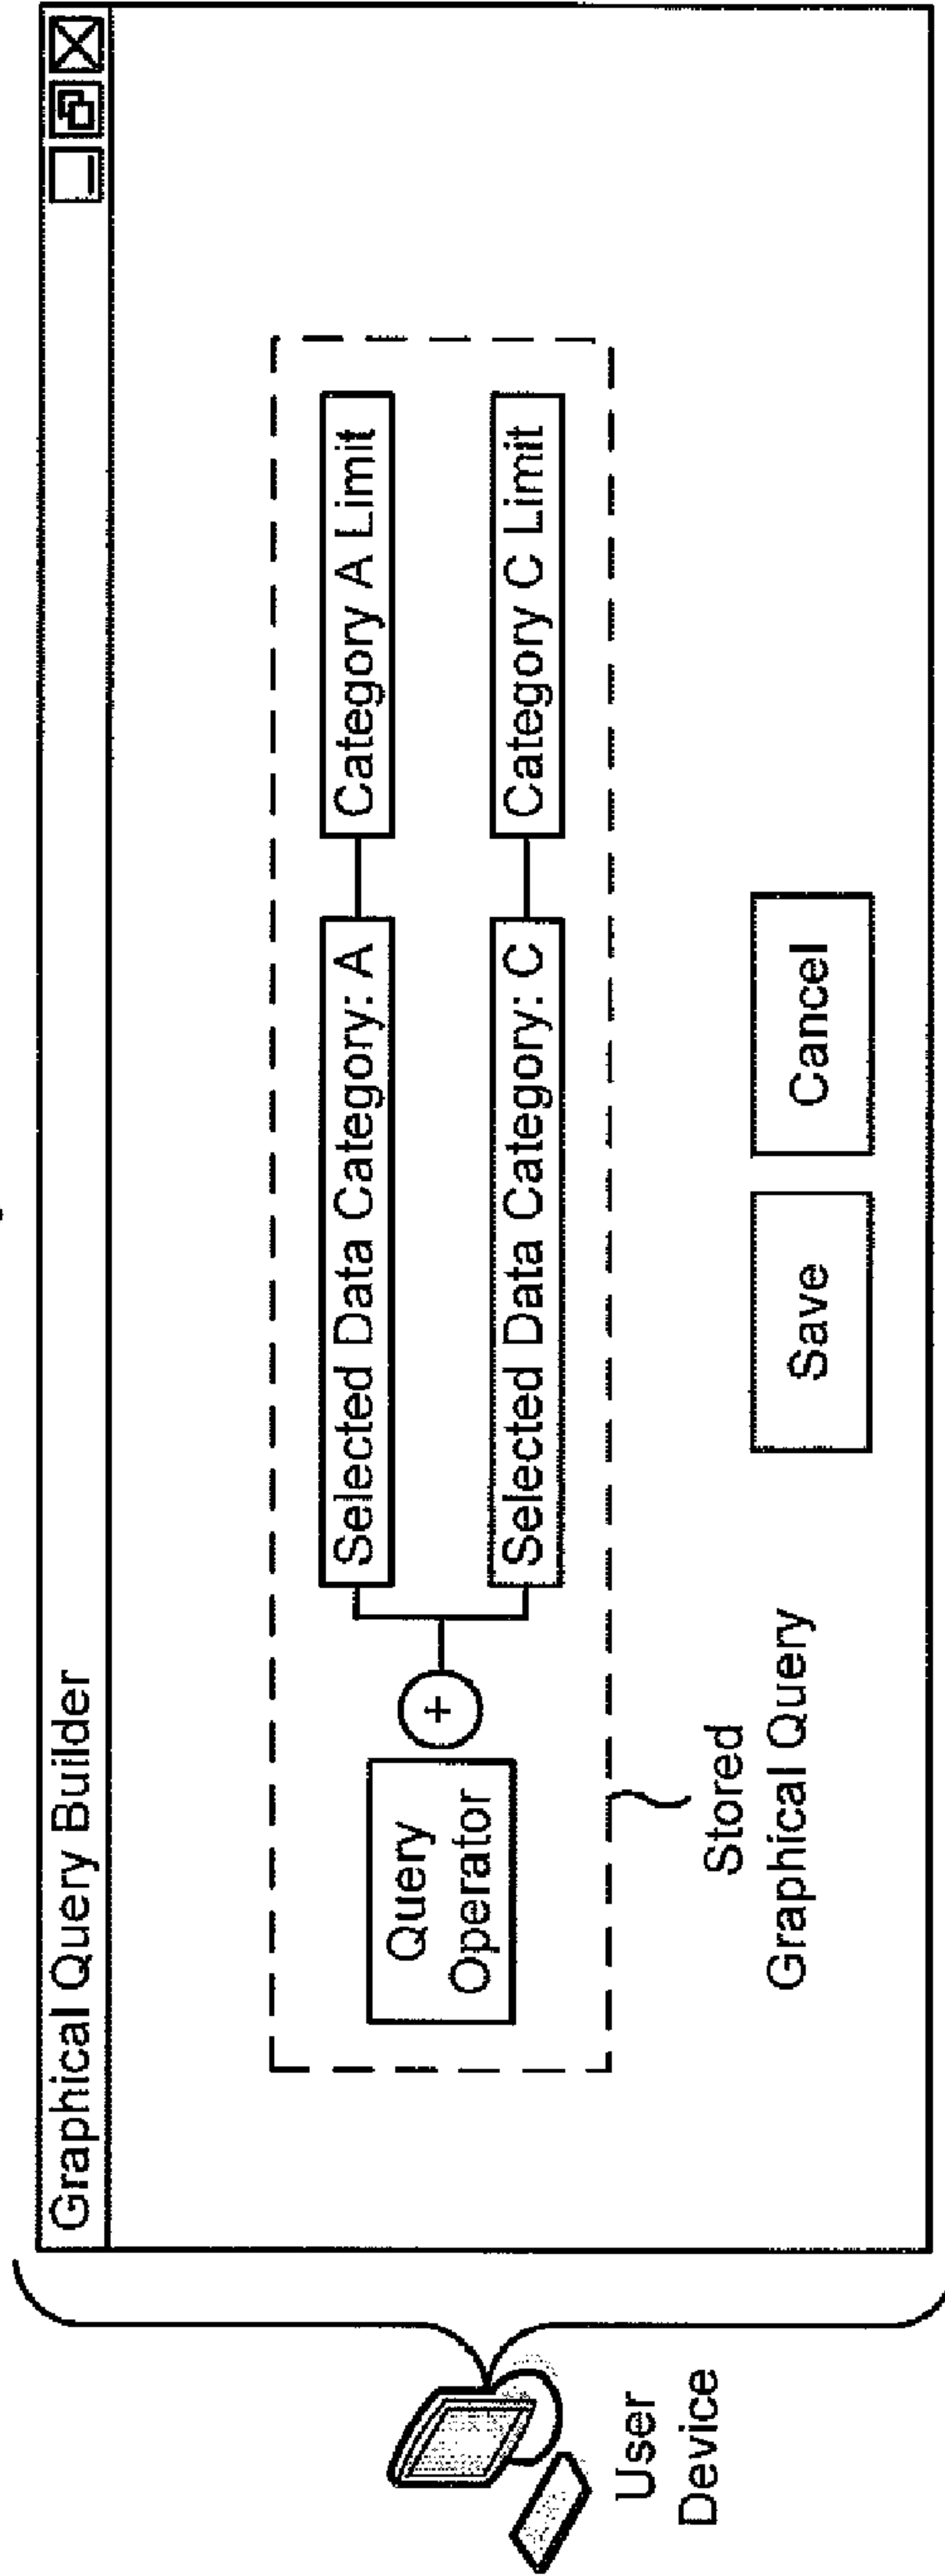 Graphical Query Builder
Query
Operator
+
Selected Data Category: A
Category A Limit
Selected Data Category: C
Category C Limit
Stored
Graphical Query
Save
Cancel
User
Device